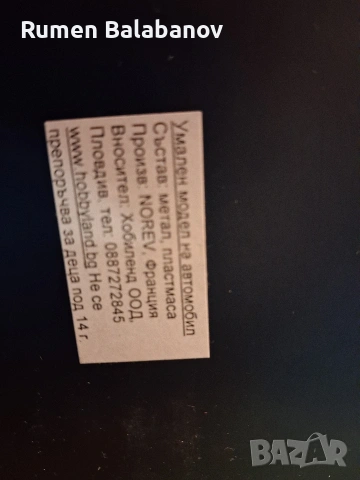 Rumen Balabanov
Умален модел на автомобил
Състав: метал, пластмаса
Произв: NOREV, Франция
Вносител: Хобиленд ООД,
Пловдив, тел: 0887272845
www.hobbyland.bg Не се
препоръчва за деца под 14 г.
BAZAR